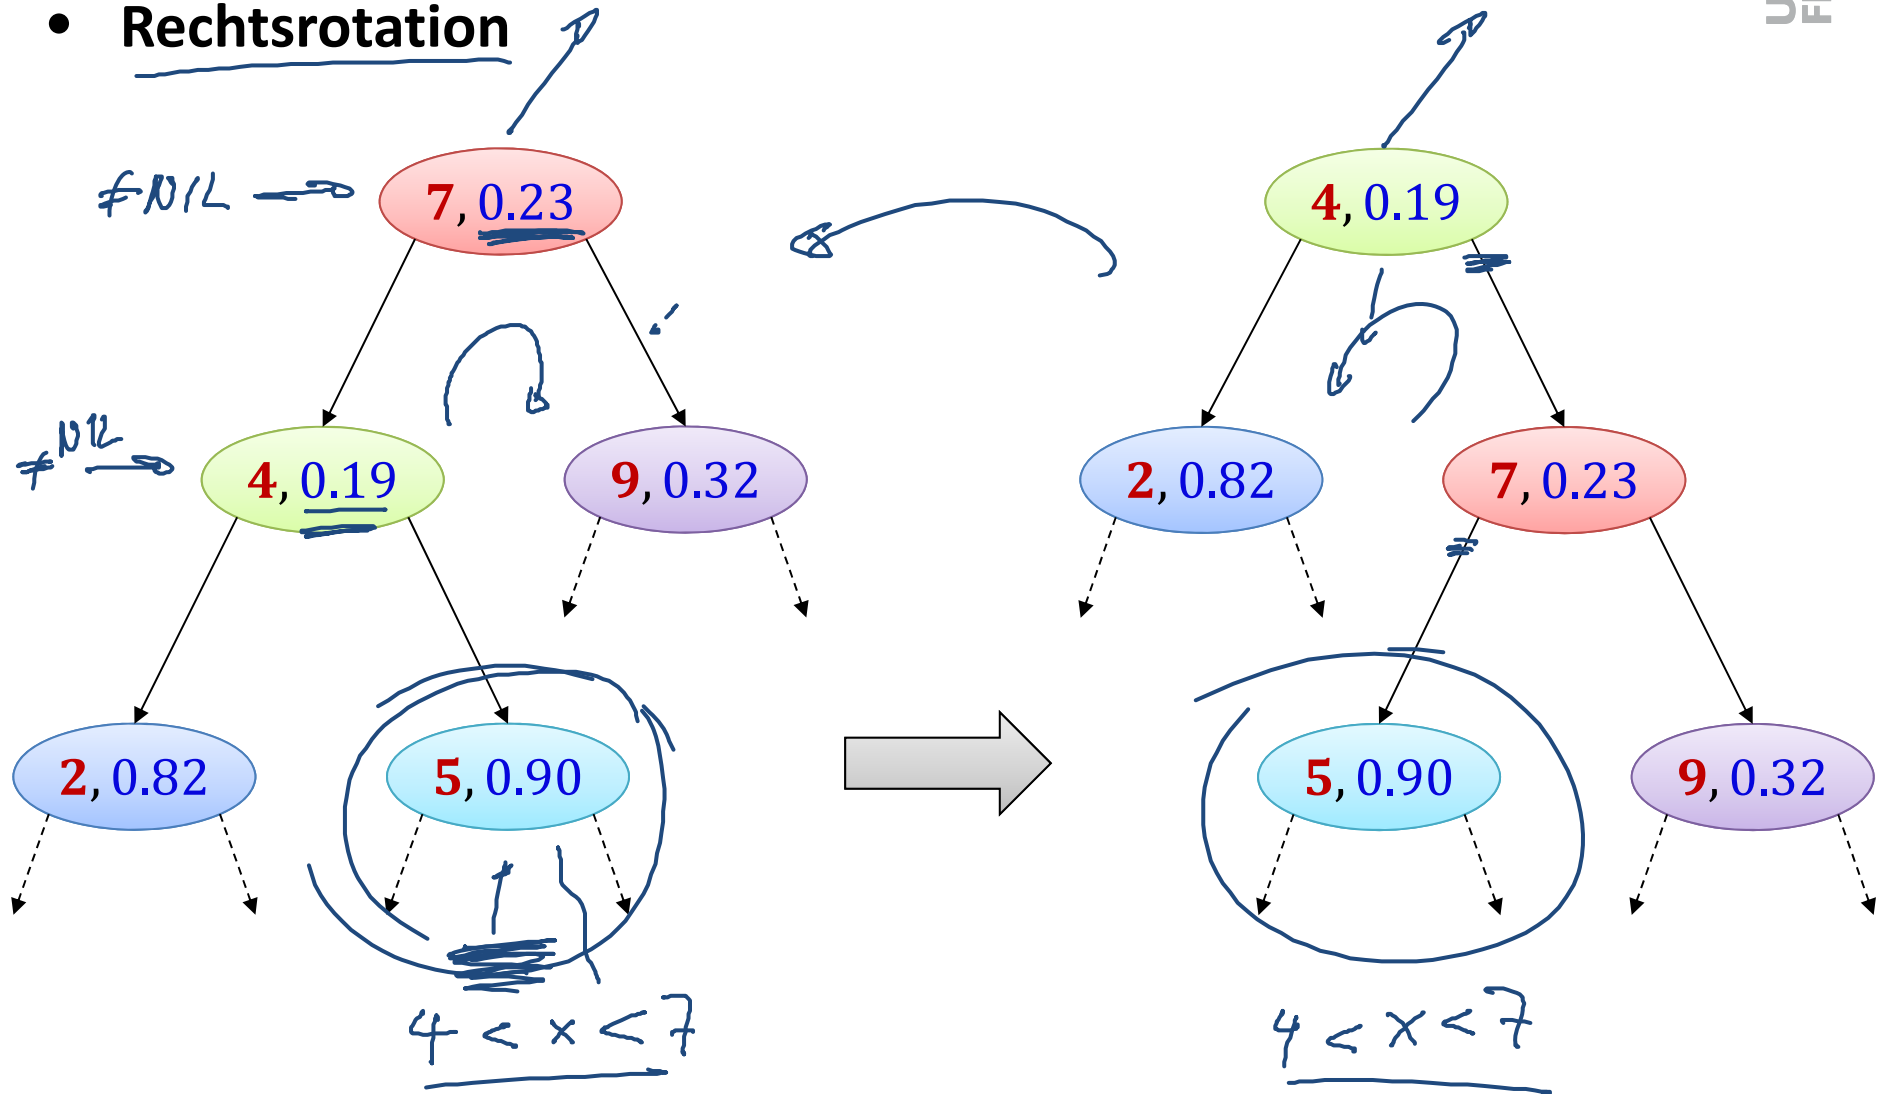 • Rechtsrotation
≠NIL
7, 0.23
4, 0.19
≠NIL
4, 0.19
9, 0.32
2, 0.82
7, 0.23
2, 0.82
5, 0.90
5, 0.90
9, 0.32
4 < x < 7
4 < x < 7